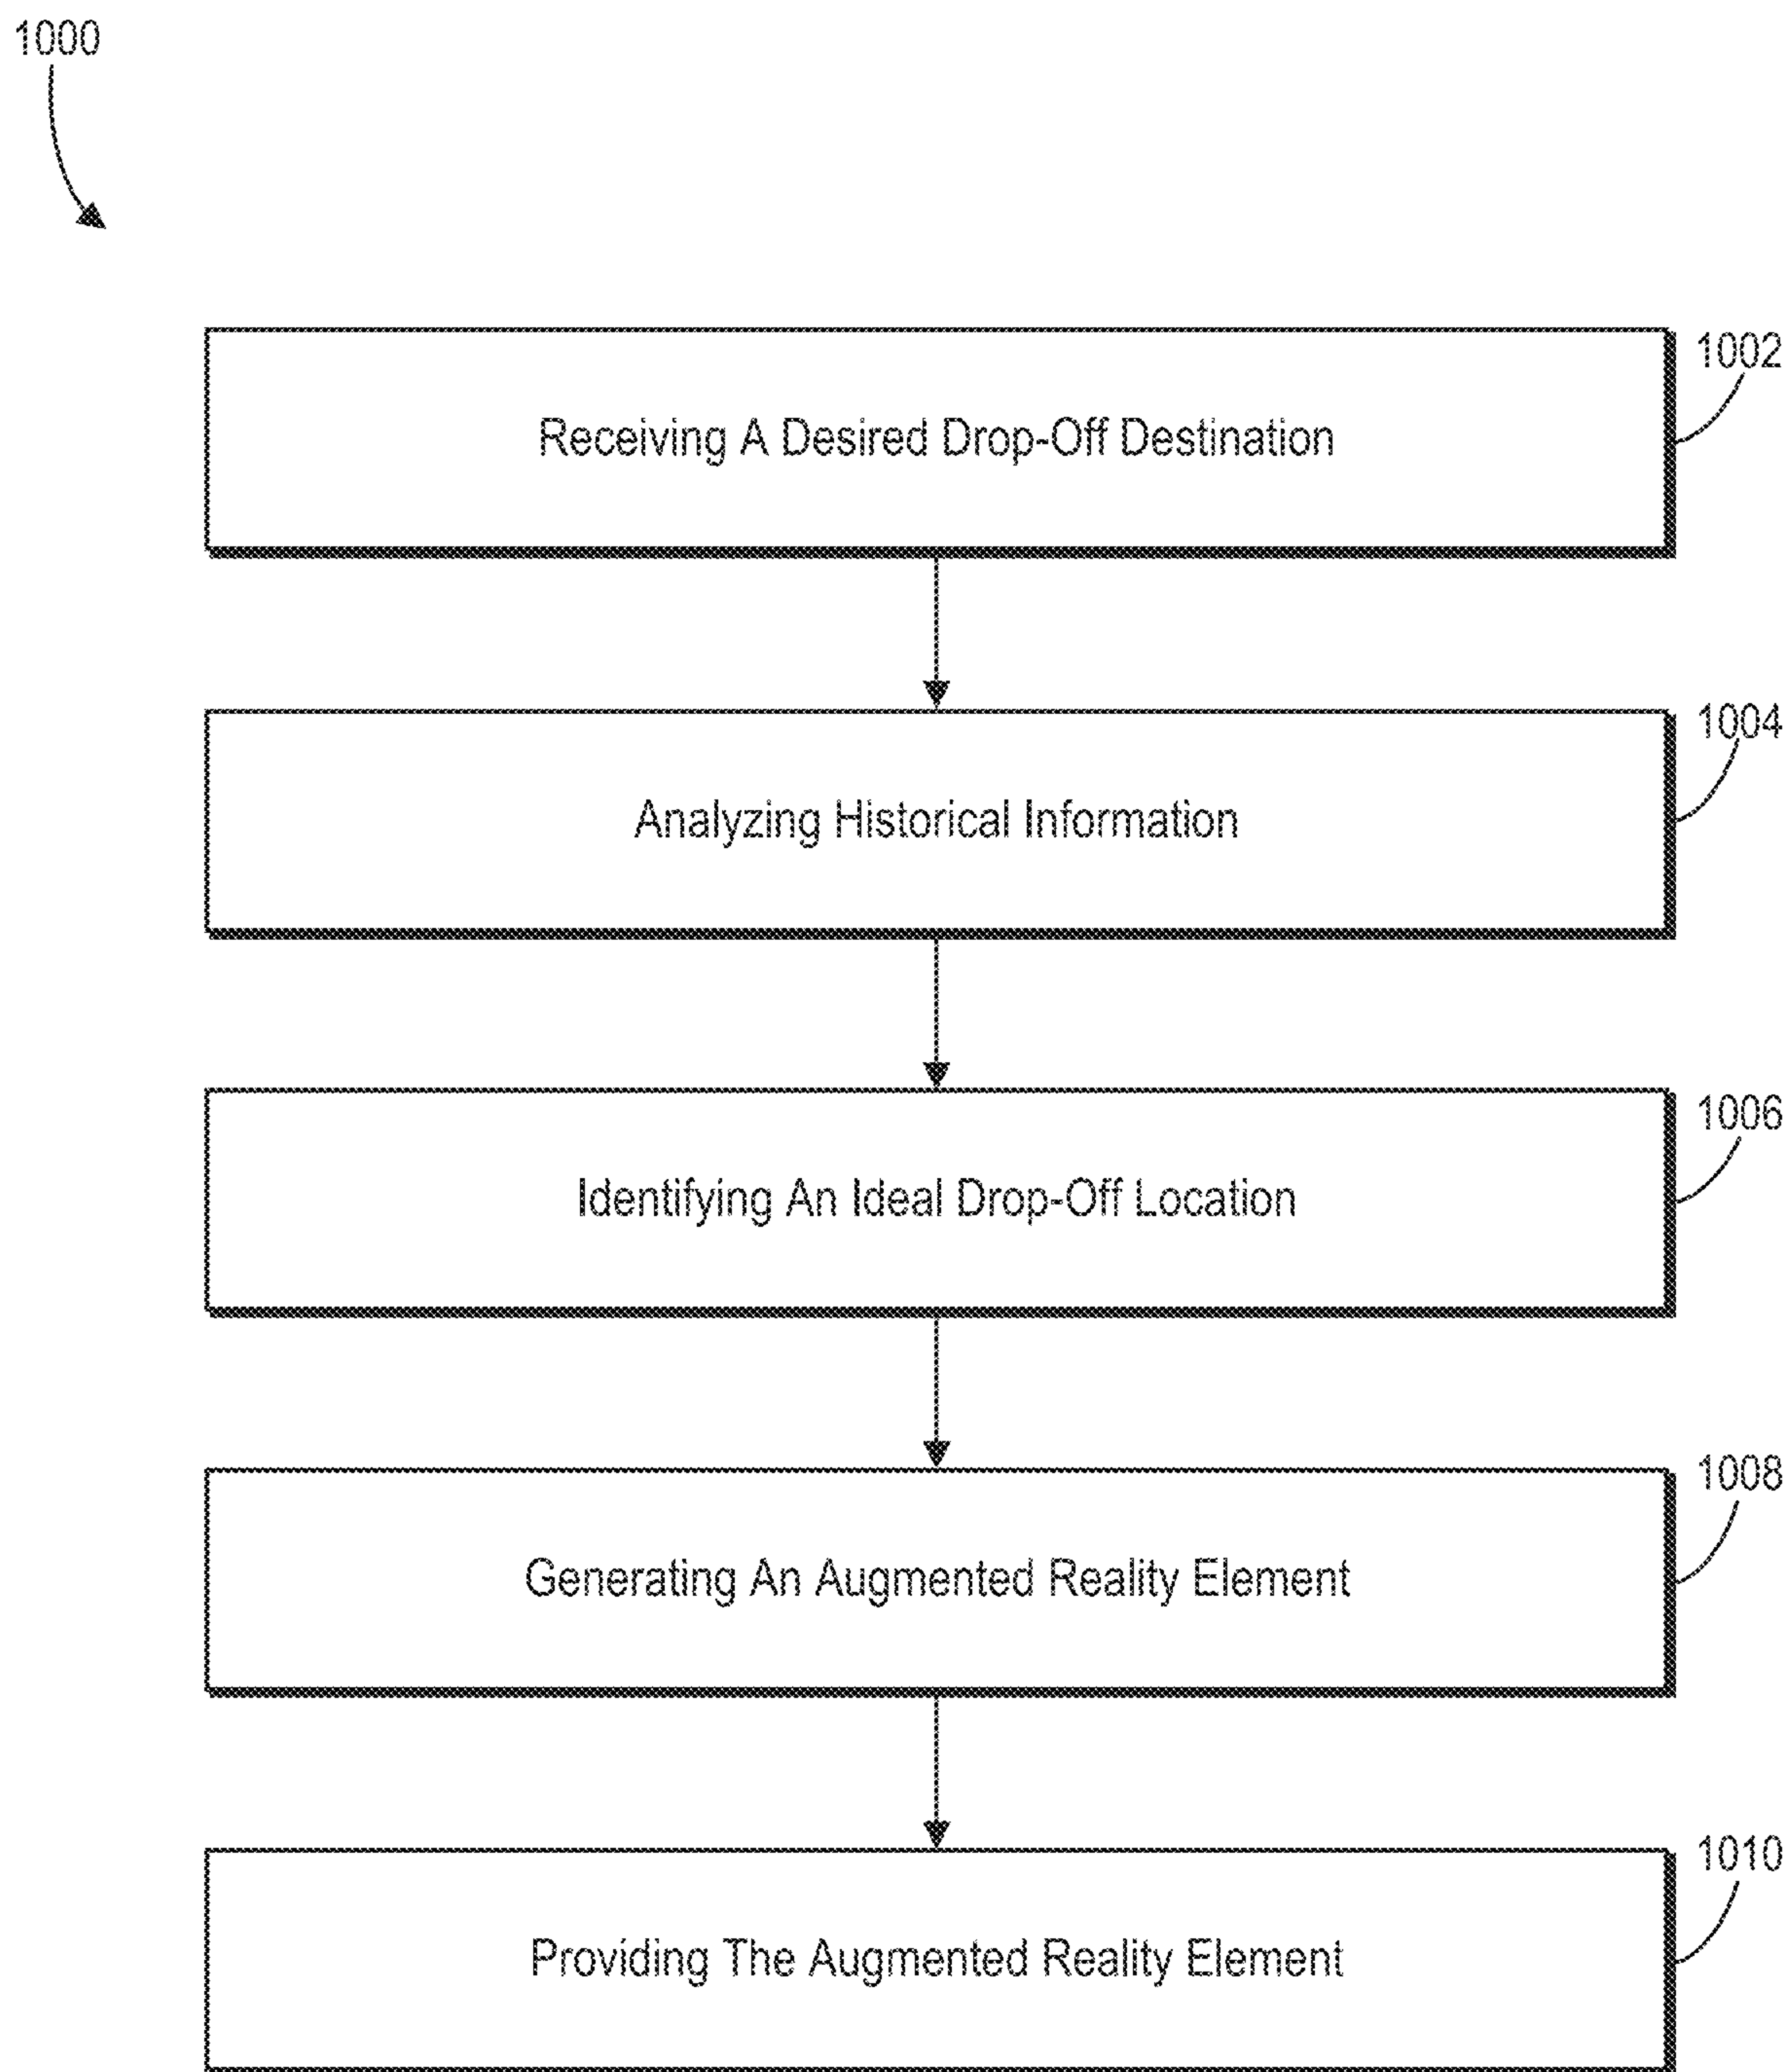 1000
1002
Receiving A Desired Drop-Off Destination
1004
Analyzing Historical Information
1006
Identifying An Ideal Drop-Off Location
1008
Generating An Augmented Reality Element
1010
Providing The Augmented Reality Element